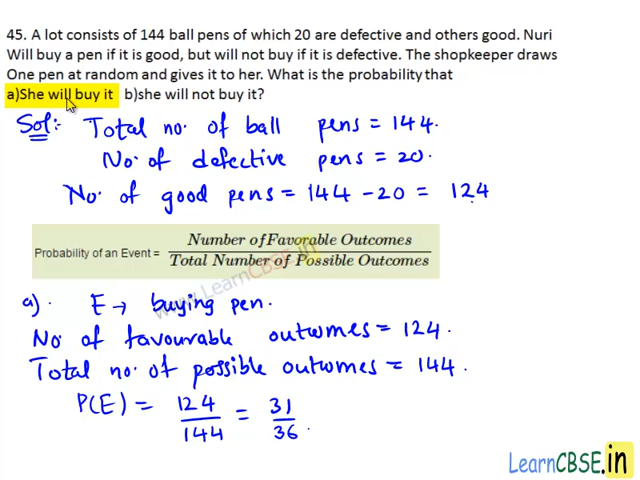 45. A lot consists of 144 ball pens of which 20 are defective and others good. Nuri
Will buy a pen if it is good, but will not buy if it is defective. The shopkeeper draws
One pen at random and gives it to her. What is the probability that
a)She will buy it b)she will not buy it?
Sol:- Total no. of ball pens = 144.
No. of defective pens = 20.
No. of good pens = 144 - 20 = 124
Probability of an Event = Number of Favorable Outcomes / Total Number of Possible Outcomes
www.LearnCBSE.in
a). E → buying pen.
No of favourable outcomes = 124.
Total no. of possible outcomes = 144.
P(E) = 124/144 = 31/36.
LearnCBSE.in